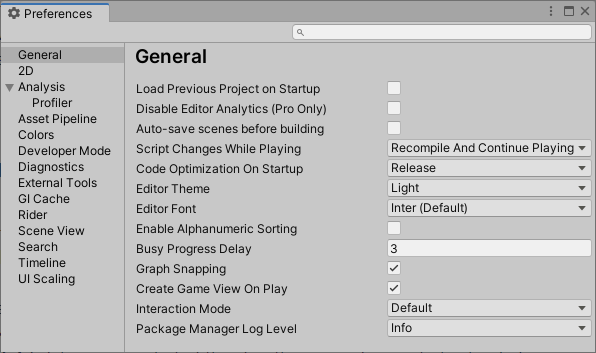 Preferences
General
2D
Analysis
Profiler
Asset Pipeline
Colors
Developer Mode
Diagnostics
External Tools
GI Cache
Rider
Scene View
Search
Timeline
UI Scaling
General
Load Previous Project on Startup
Disable Editor Analytics (Pro Only)
Auto-save scenes before building
Script Changes While Playing Recompile And Continue Playing
Code Optimization On Startup Release
Editor Theme Light
Editor Font Inter (Default)
Enable Alphanumeric Sorting
Busy Progress Delay 3
Graph Snapping
Create Game View On Play
Interaction Mode Default
Package Manager Log Level Info